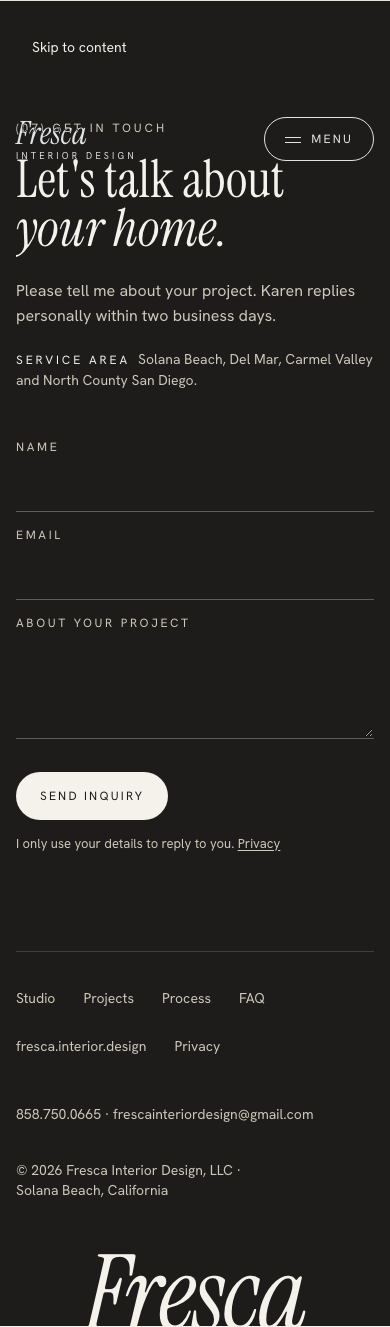 Skip to content
(07) GET IN TOUCH
Fresca
INTERIOR DESIGN
MENU
Let's talk about
your home.
Please tell me about your project. Karen replies
personally within two business days.
SERVICE AREA Solana Beach, Del Mar, Carmel Valley
and North County San Diego.
NAME
EMAIL
ABOUT YOUR PROJECT
SEND INQUIRY
I only use your details to reply to you. Privacy
Studio Projects Process FAQ
fresca.interior.design Privacy
858.750.0665 · frescainteriordesign@gmail.com
© 2026 Fresca Interior Design, LLC ·
Solana Beach, California
Fresca